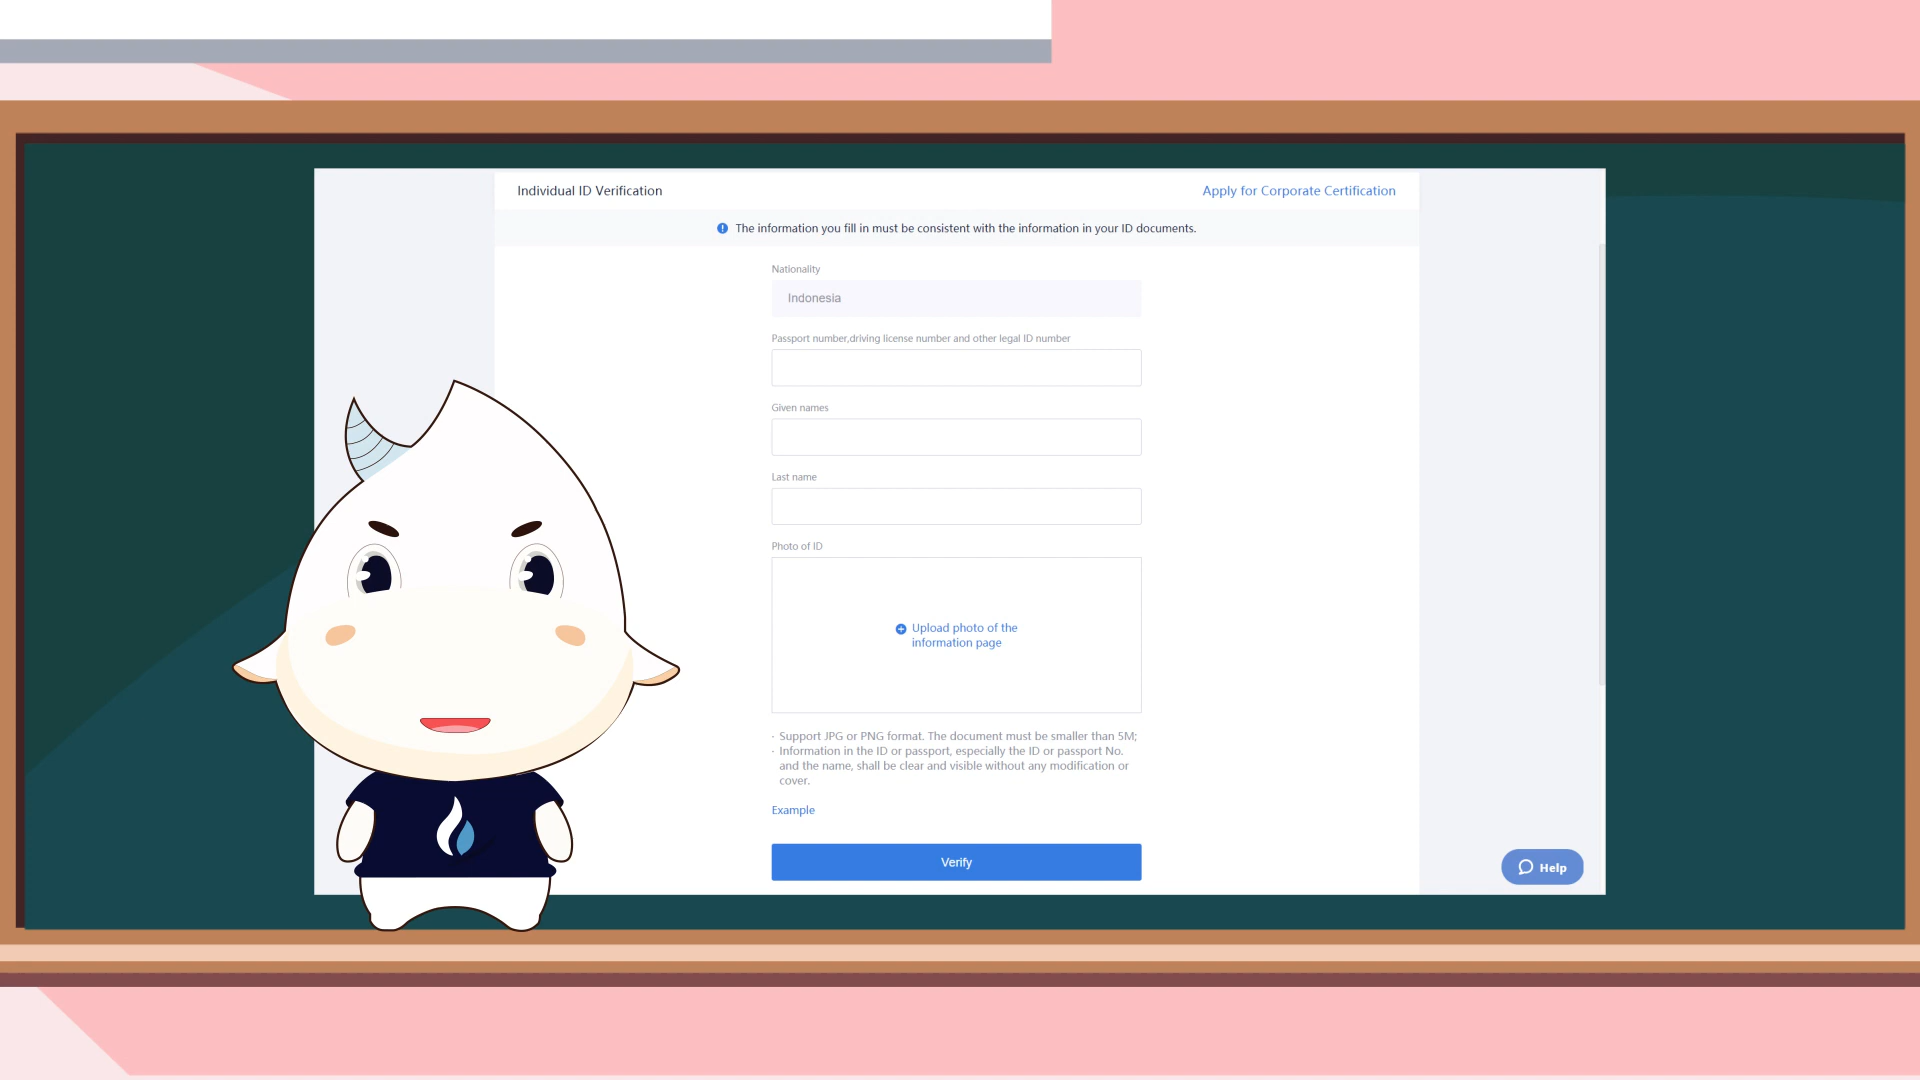 Individual ID Verification
Apply for Corporate Certification
The information you fill in must be consistent with the information in your ID documents.
Nationality
Indonesia
Passport number,driving license number and other legal ID number
Given names
Last name
Photo of ID
Upload photo of the
information page
· Support JPG or PNG format. The document must be smaller than 5M;
· Information in the ID or passport, especially the ID or passport No.
and the name, shall be clear and visible without any modification or
cover.
Example
Verify
Help